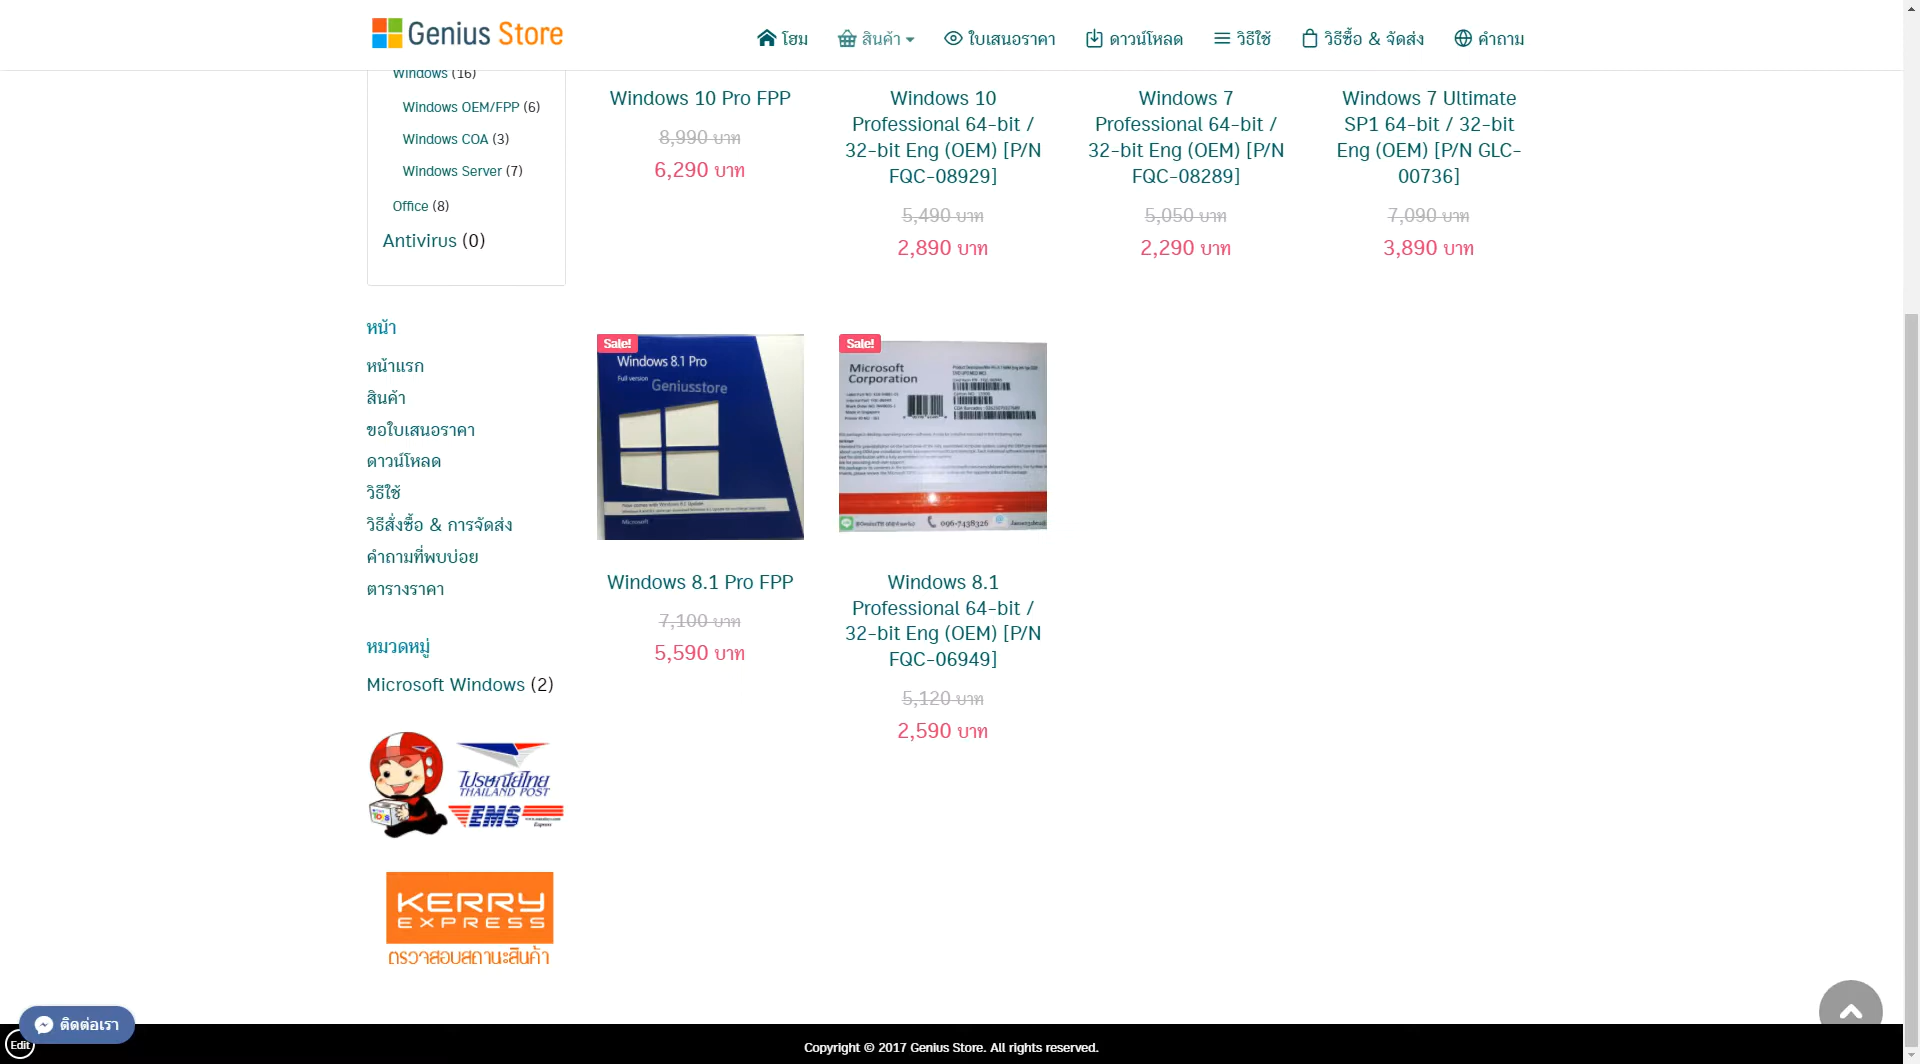 Genius Store
โฮม
สินค้า
ใบเสนอราคา
ดาวน์โหลด
วิธีใช้
วิธีซื้อ & จัดส่ง
คำถาม
Windows (16)
Windows OEM/FPP (6)
Windows COA (3)
Windows Server (7)
Office (8)
Antivirus (0)
หน้า
หน้าแรก
สินค้า
ขอใบเสนอราคา
ดาวน์โหลด
วิธีใช้
วิธีสั่งซื้อ & การจัดส่ง
คำถามที่พบบ่อย
ตารางราคา
หมวดหมู่
Microsoft Windows (2)
ไปรษณีย์ไทย
THAILAND POST
EMS
KERRY
EXPRESS
ตรวจสอบสถานะสินค้า
Windows 10 Pro FPP
8,990 บาท
6,290 บาท
Windows 10
Professional 64-bit /
32-bit Eng (OEM) [P/N
FQC-08929]
5,490 บาท
2,890 บาท
Windows 7
Professional 64-bit /
32-bit Eng (OEM) [P/N
FQC-08289]
5,050 บาท
2,290 บาท
Windows 7 Ultimate
SP1 64-bit / 32-bit
Eng (OEM) [P/N GLC-
00736]
7,090 บาท
3,890 บาท
Sale!
Windows 8.1 Pro
Full version
Geniusstore
Microsoft
Windows 8.1 Pro FPP
7,100 บาท
5,590 บาท
Sale!
Microsoft
Corporation
096-7438326
Windows 8.1
Professional 64-bit /
32-bit Eng (OEM) [P/N
FQC-06949]
5,120 บาท
2,590 บาท
ติดต่อเรา
Edit
Copyright © 2017 Genius Store. All rights reserved.